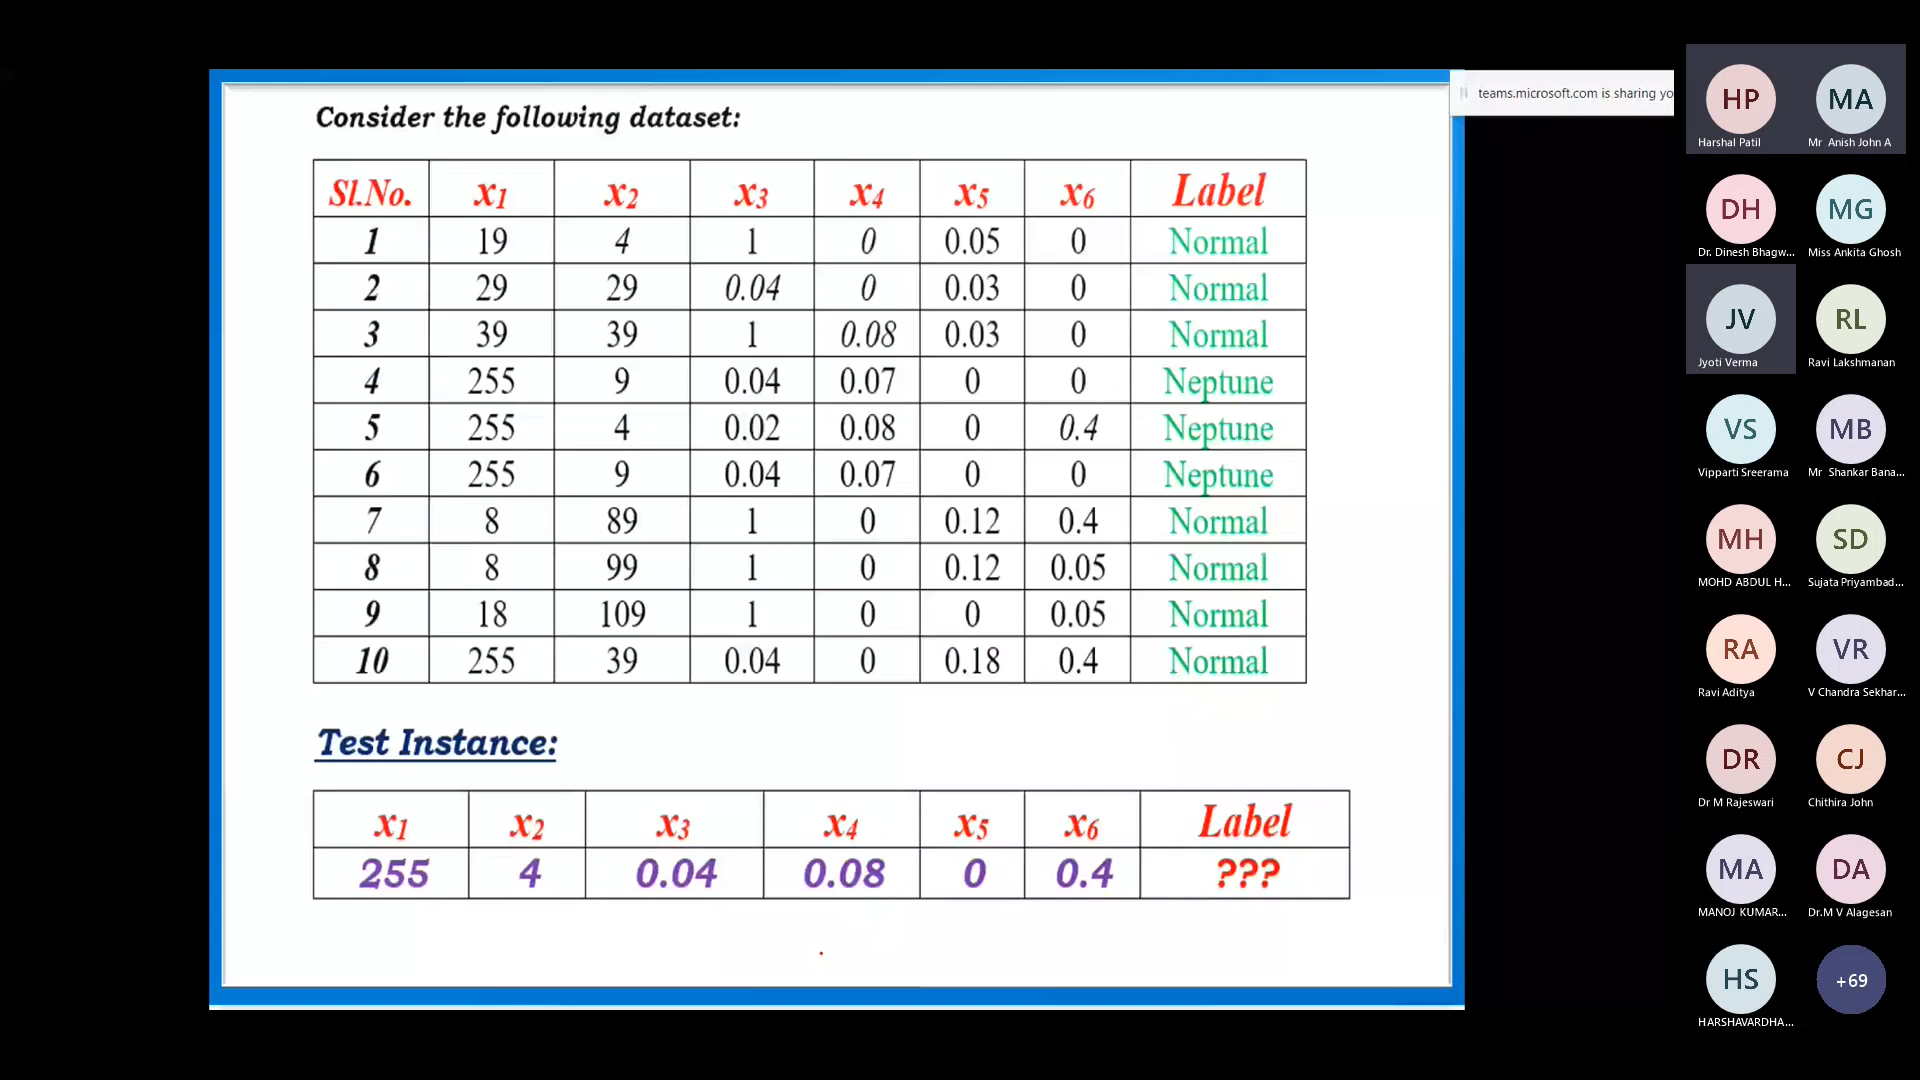 teams.microsoft.com is sharing yo
Consider the following dataset:
Sl.No. x1 x2 x3 x4 x5 x6 Label
1 19 4 1 0 0.05 0 Normal
2 29 29 0.04 0 0.03 0 Normal
3 39 39 1 0.08 0.03 0 Normal
4 255 9 0.04 0.07 0 0 Neptune
5 255 4 0.02 0.08 0 0.4 Neptune
6 255 9 0.04 0.07 0 0 Neptune
7 8 89 1 0 0.12 0.4 Normal
8 8 99 1 0 0.12 0.05 Normal
9 18 109 1 0 0 0.05 Normal
10 255 39 0.04 0 0.18 0.4 Normal
Test Instance:
x1 x2 x3 x4 x5 x6 Label
255 4 0.04 0.08 0 0.4 ???
HP MA
Harshal Patil Mr Anish John A
DH MG
Dr. Dinesh Bhagw... Miss Ankita Ghosh
JV RL
Jyoti Verma Ravi Lakshmanan
VS MB
Vipparti Sreerama Mr Shankar Bana...
MH SD
MOHD ABDUL H... Sujata Priyambad...
RA VR
Ravi Aditya V Chandra Sekhar...
DR CJ
Dr M Rajeswari Chithira John
MA DA
MANOJ KUMAR... Dr.M V Alagesan
HS +69
HARSHAVARDHA...